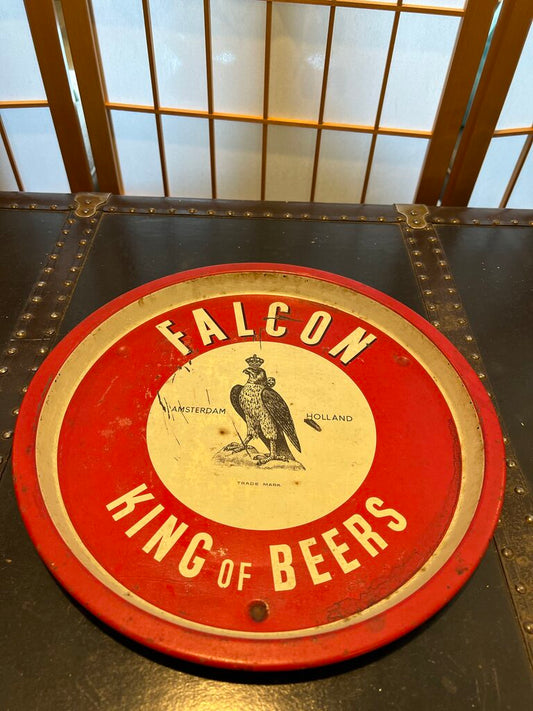 FALCON
AMSTERDAM HOLLAND
TRADE MARK
KING OF BEERS